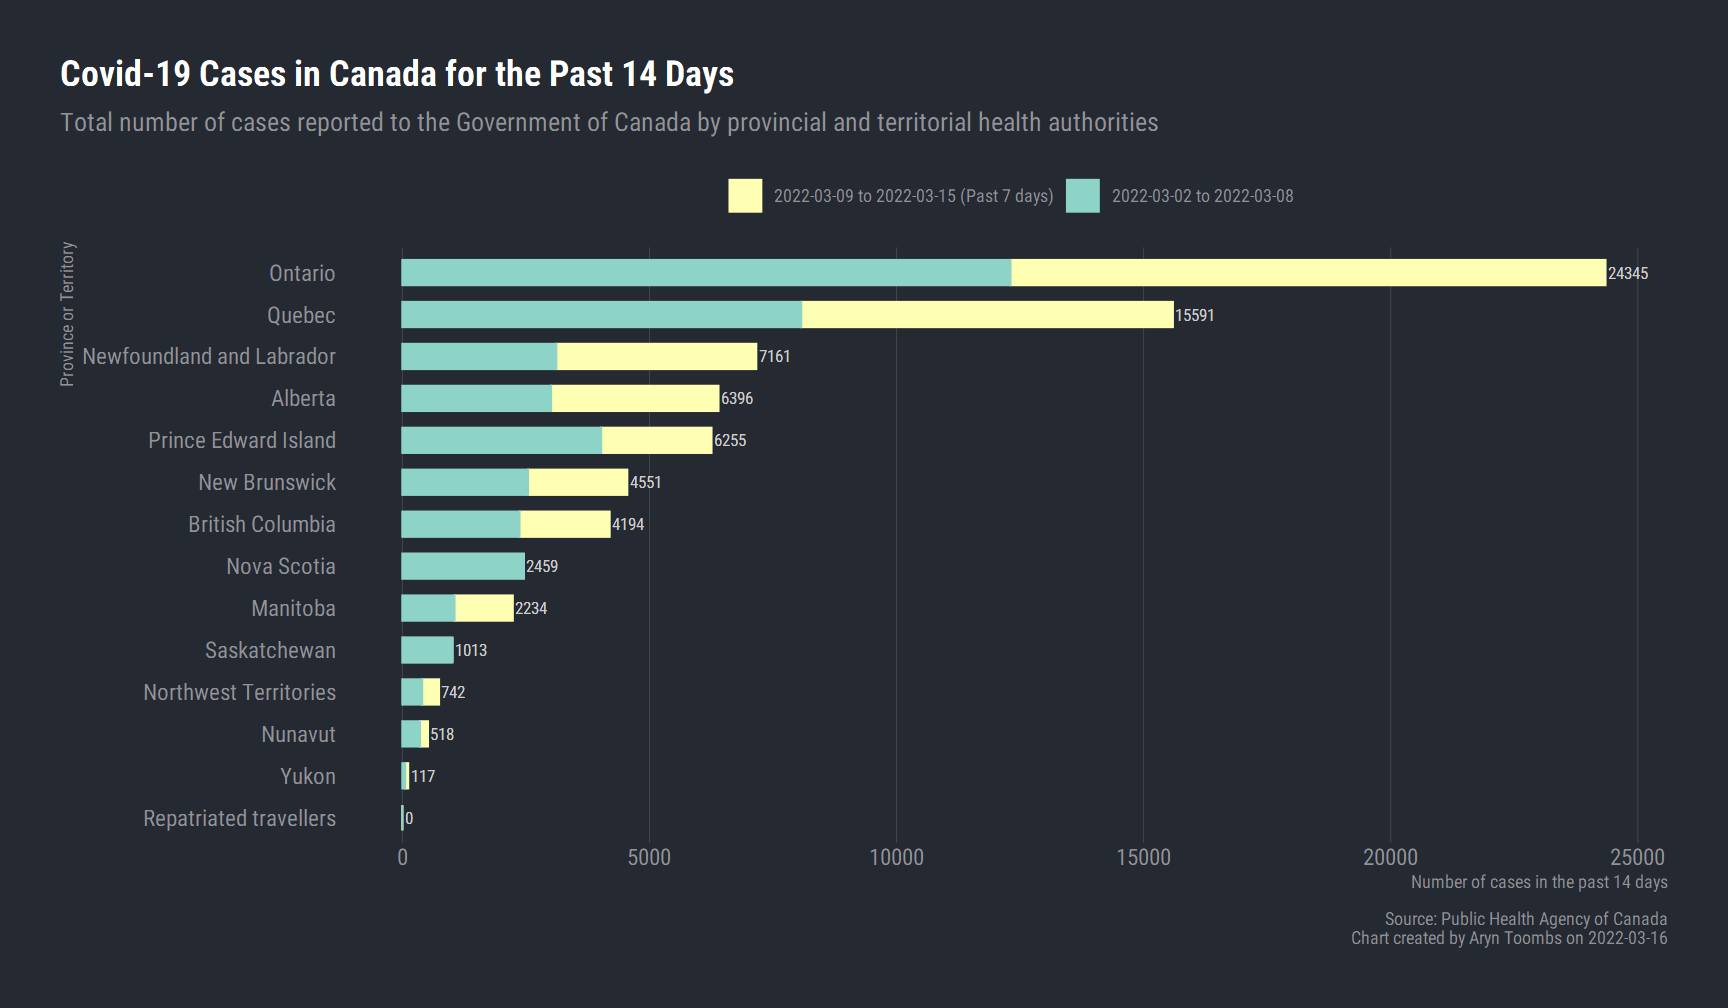 Covid-19 Cases in Canada for the Past 14 Days
Total number of cases reported to the Government of Canada by provincial and territorial health authorities
2022-03-09 to 2022-03-15 (Past 7 days)
2022-03-02 to 2022-03-08
Province or Territory
Ontario 24345
Quebec 15591
Newfoundland and Labrador 7161
Alberta 6396
Prince Edward Island 6255
New Brunswick 4551
British Columbia 4194
Nova Scotia 2459
Manitoba 2234
Saskatchewan 1013
Northwest Territories 742
Nunavut 518
Yukon 117
Repatriated travellers 0
0 5000 10000 15000 20000 25000
Number of cases in the past 14 days
Source: Public Health Agency of Canada
Chart created by Aryn Toombs on 2022-03-16